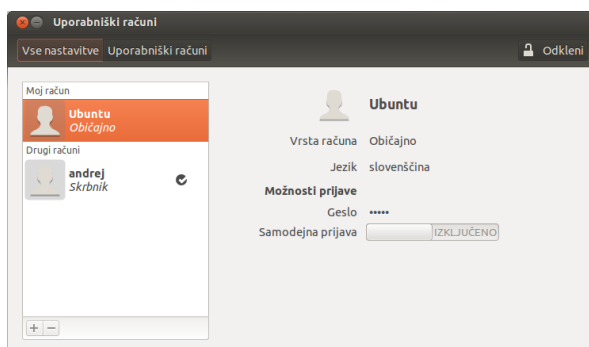 Uporabniški računi
Vse nastavitve Uporabniški računi Odkleni
Moj račun
Ubuntu
Običajno
Drugi računi
andrej
Skrbnik
Ubuntu
Vrsta računa Običajno
Jezik slovenščina
Možnosti prijave
Geslo •••••
Samodejna prijava IZKLJUČENO